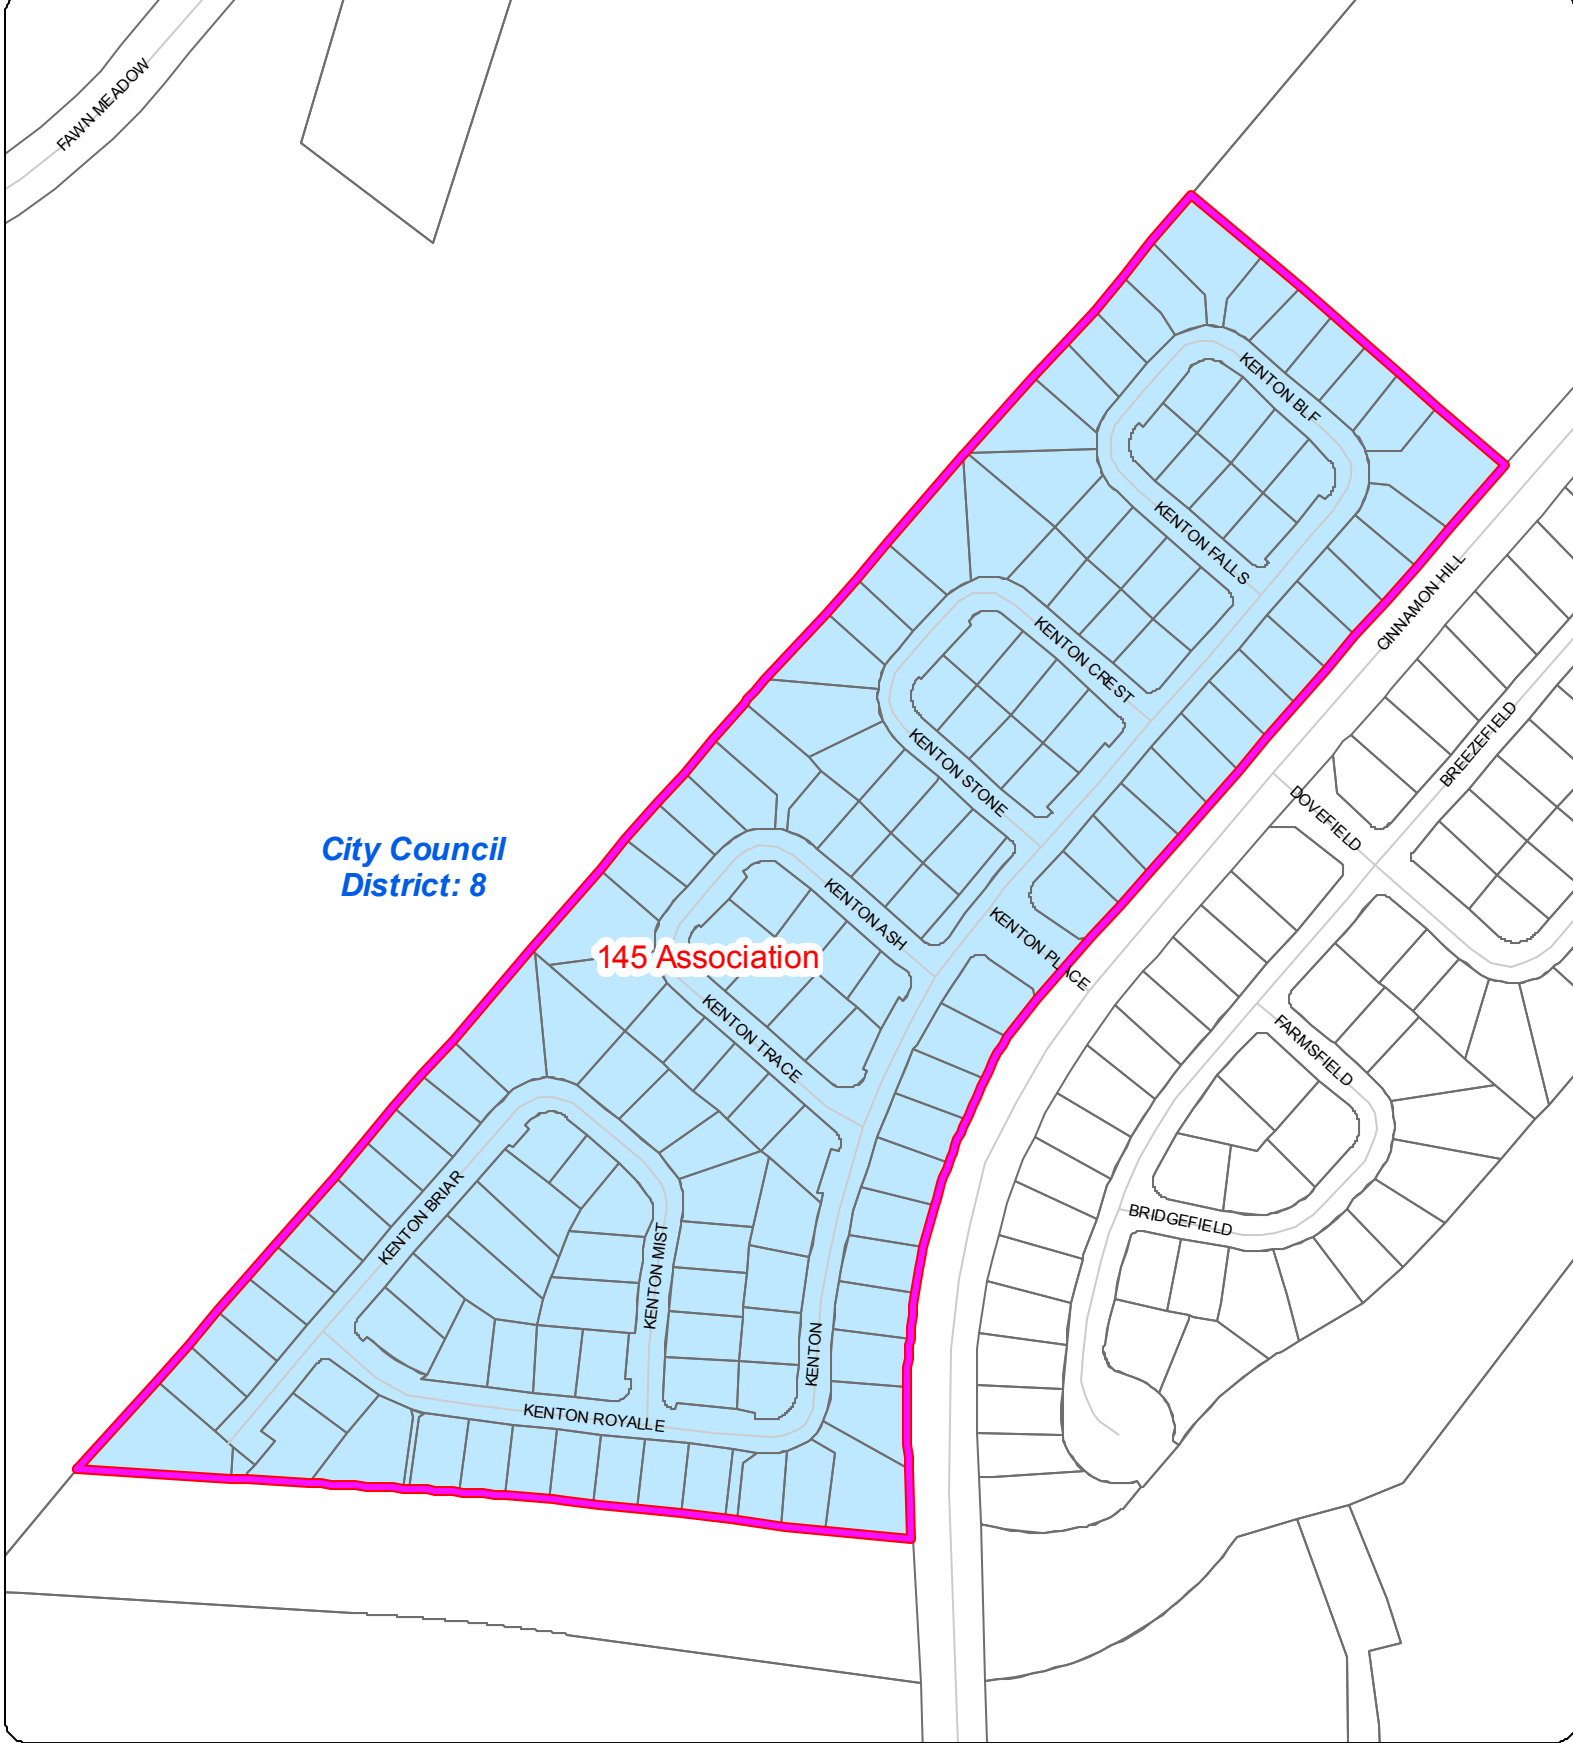 FAWN MEADOW
KENTON BLF
KENTON FALLS
CINNAMON HILL
KENTON CREST
BREEZEFIELD
KENTON STONE
DOVEFIELD
City Council
District: 8
KENTON ASH
KENTON PLACE
145 Association
KENTON TRACE
FARMSFIELD
KENTON BRIAR
BRIDGEFIELD
KENTON MIST
KENTON
KENTON ROYALLE